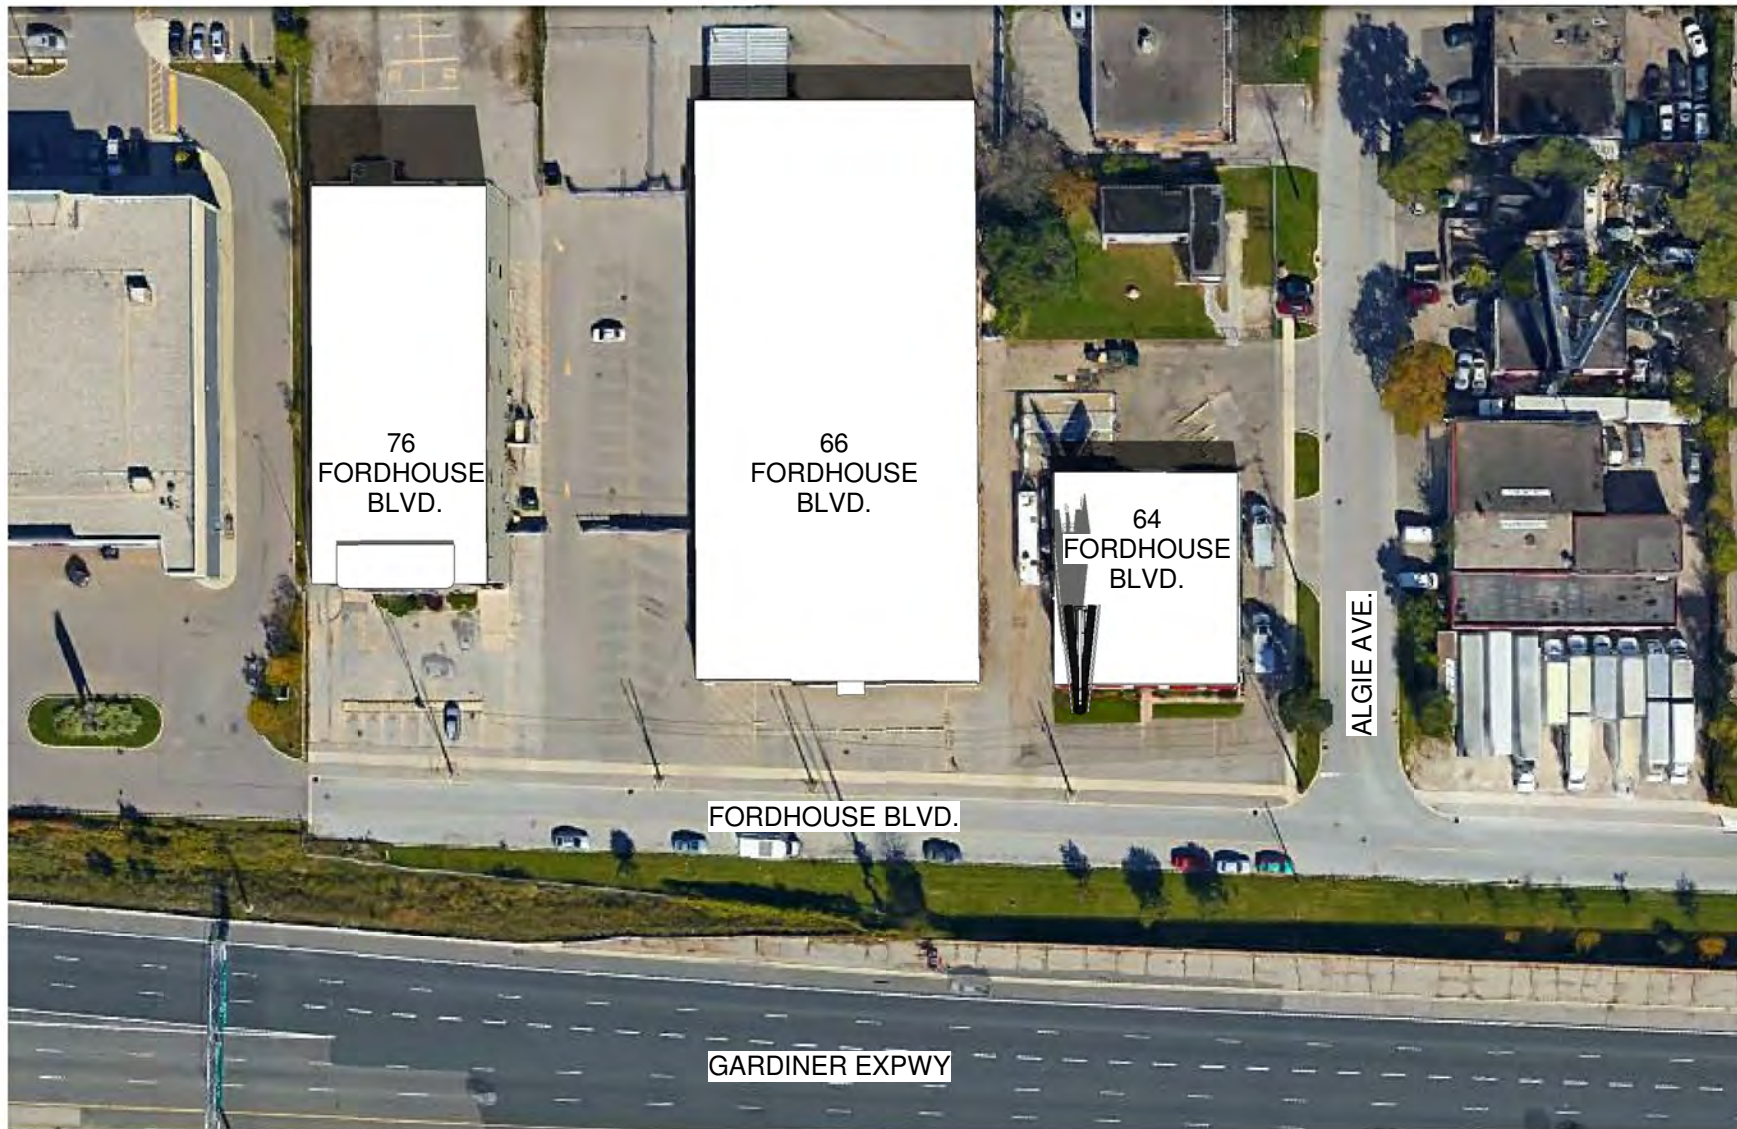 76
FORDHOUSE
BLVD.
66
FORDHOUSE
BLVD.
64
FORDHOUSE
BLVD.
ALGIE AVE.
FORDHOUSE BLVD.
GARDINER EXPWY